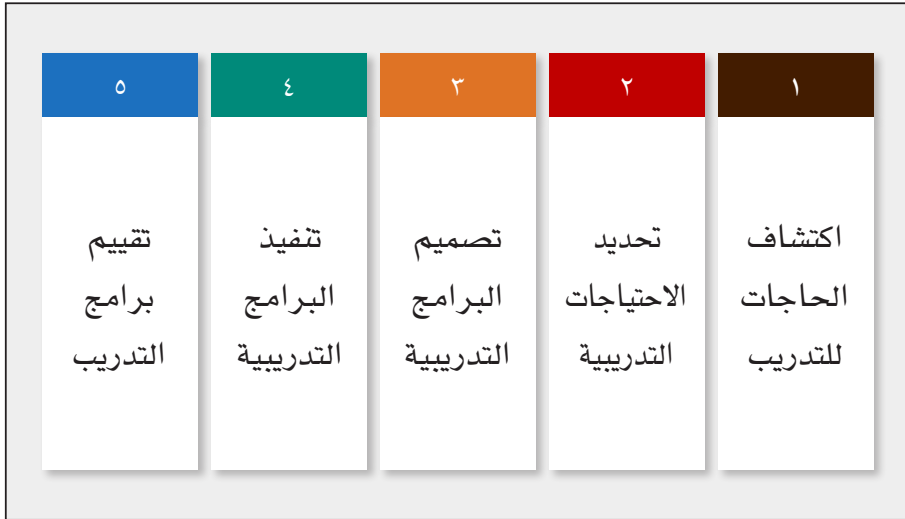 ١
اكتشاف
الحاجات
للتدريب
٢
تحديد
الاحتياجات
التدريبية
٣
تصميم
البرامج
التدريبية
٤
تنفيذ
البرامج
التدريبية
٥
تقييم
برامج
التدريب